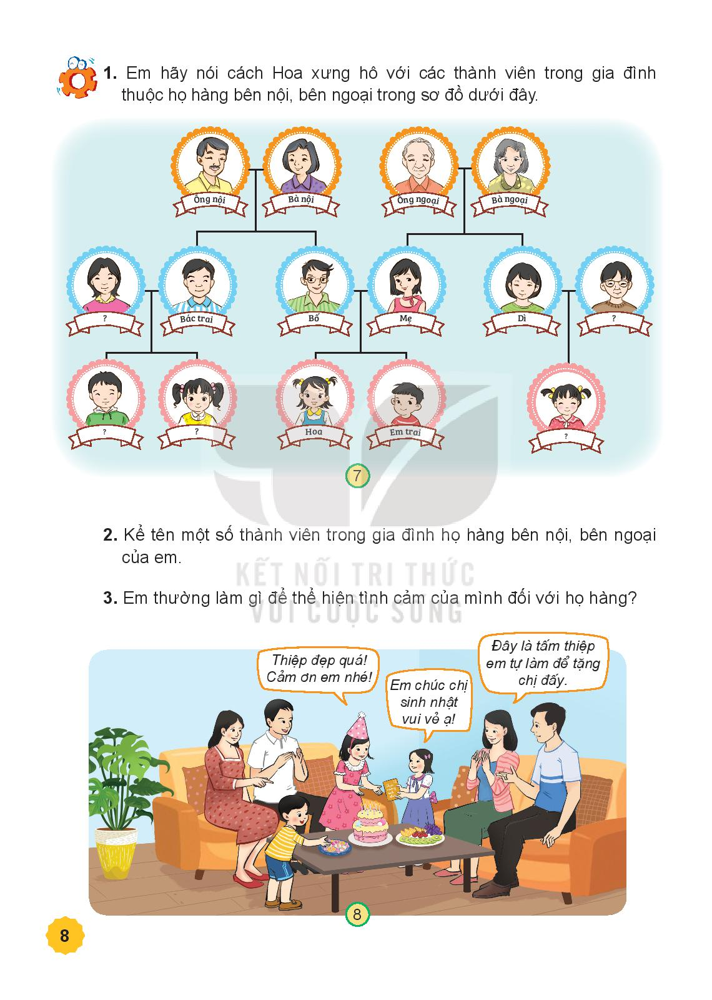 1. Em hãy nói cách Hoa xưng hô với các thành viên trong gia đình
thuộc họ hàng bên nội, bên ngoại trong sơ đồ dưới đây.
Ông nội
Bà nội
Ông ngoại
Bà ngoại
?
Bác trai
Bố
Mẹ
Dì
?
?
?
Hoa
Em trai
?
7
2. Kể tên một số thành viên trong gia đình họ hàng bên nội, bên ngoại
của em.
KẾT NỐI TRI THỨC
VỚI CUỘC SỐNG
3. Em thường làm gì để thể hiện tình cảm của mình đối với họ hàng?
Thiệp đẹp quá!
Cảm ơn em nhé!
Em chúc chị
sinh nhật
vui vẻ ạ!
Đây là tấm thiệp
em tự làm để tặng
chị đấy.
8
8